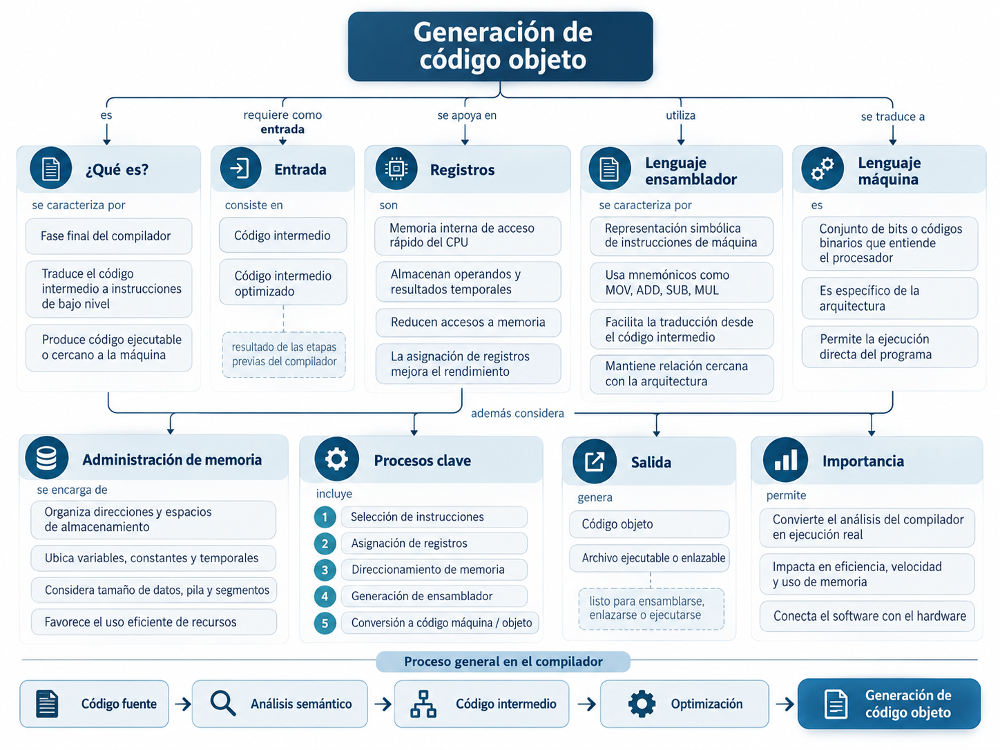 Generación de
código objeto
es
requiere como
entrada
se apoya en
utiliza
se traduce a
¿Qué es?
se caracteriza por
Fase final del compilador
Traduce el código
intermedio a instrucciones
de bajo nivel
Produce código ejecutable
o cercano a la máquina
Entrada
consiste en
Código intermedio
Código intermedio
optimizado
resultado de las etapas
previas del compilador
Registros
son
Memoria interna de acceso
rápido del CPU
Almacenan operandos y
resultados temporales
Reducen accesos a memoria
La asignación de registros
mejora el rendimiento
Lenguaje
ensamblador
se caracteriza por
Representación simbólica
de instrucciones de máquina
Usa mnemónicos como
MOV, ADD, SUB, MUL
Facilita la traducción desde
el código intermedio
Mantiene relación cercana
con la arquitectura
Lenguaje
máquina
es
Conjunto de bits o códigos
binarios que entiende
el procesador
Es específico de la
arquitectura
Permite la ejecución
directa del programa
además considera
Administración de memoria
se encarga de
Organiza direcciones y espacios
de almacenamiento
Ubica variables, constantes y temporales
Considera tamaño de datos, pila y segmentos
Favorece el uso eficiente de recursos
Procesos clave
incluye
1 Selección de instrucciones
2 Asignación de registros
3 Direccionamiento de memoria
4 Generación de ensamblador
5 Conversión a código máquina / objeto
Salida
genera
Código objeto
Archivo ejecutable o enlazable
listo para ensamblarse,
enlazarse o ejecutarse
Importancia
permite
Convierte el análisis del compilador
en ejecución real
Impacta en eficiencia, velocidad
y uso de memoria
Conecta el software con el hardware
Proceso general en el compilador
Código fuente
Análisis semántico
Código intermedio
Optimización
Generación de
código objeto